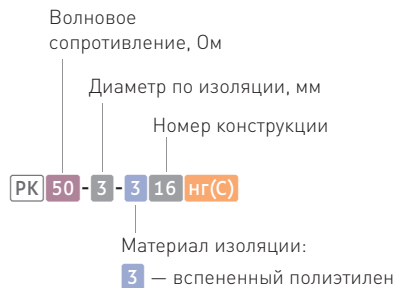 Волновое
сопротивление, Ом
Диаметр по изоляции, мм
Номер конструкции
РК 50 - 3 - 3 16 нг(С)
Материал изоляции:
3 — вспененный полиэтилен